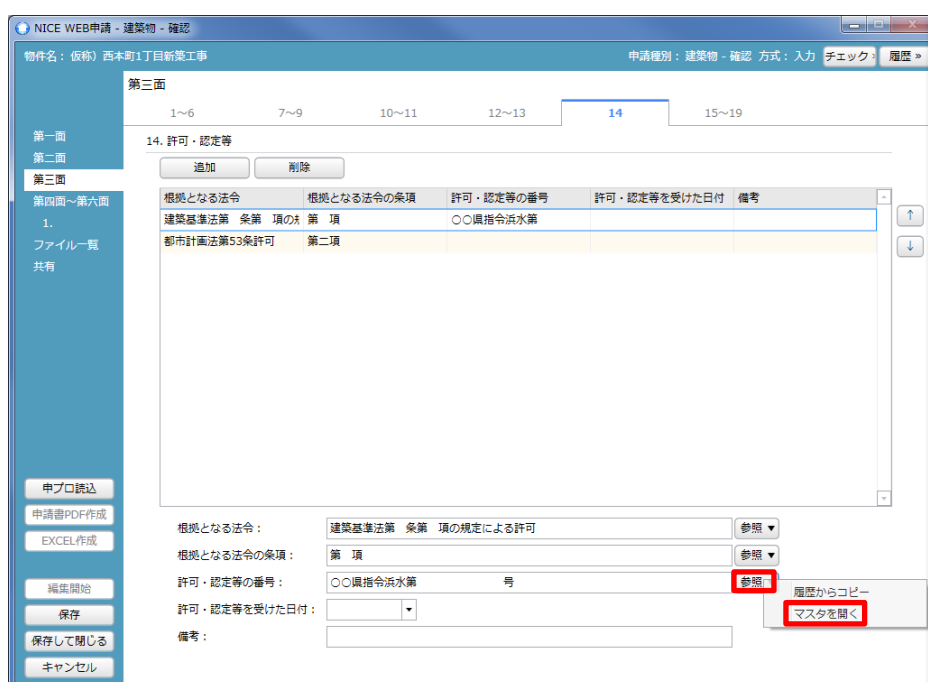 NICE WEB申請 - 建築物 - 確認
物件名：仮称）西本町1丁目新築工事 申請種別：建築物 - 確認 方式：入力 チェック» 履歴 »
第三面
1～6 7～9 10～11 12～13 14 15～19
第一面
第二面
第三面
第四面～第六面
1.
ファイル一覧
共有
14. 許可・認定等
追加 削除
根拠となる法令 根拠となる法令の条項 許可・認定等の番号 許可・認定等を受けた日付 備考
建築基準法第　条第　項の 第　項 〇〇県指令浜水第
都市計画法第53条許可 第二項
↑
↓
申プロ読込
申請書PDF作成
EXCEL作成
編集開始
保存
保存して閉じる
キャンセル
根拠となる法令： 建築基準法第　条第　項の規定による許可 参照 ▼
根拠となる法令の条項： 第　項 参照 ▼
許可・認定等の番号： 〇〇県指令浜水第　　　　　　号 参照
許可・認定等を受けた日付： ▼
備考：
履歴からコピー
マスタを開く